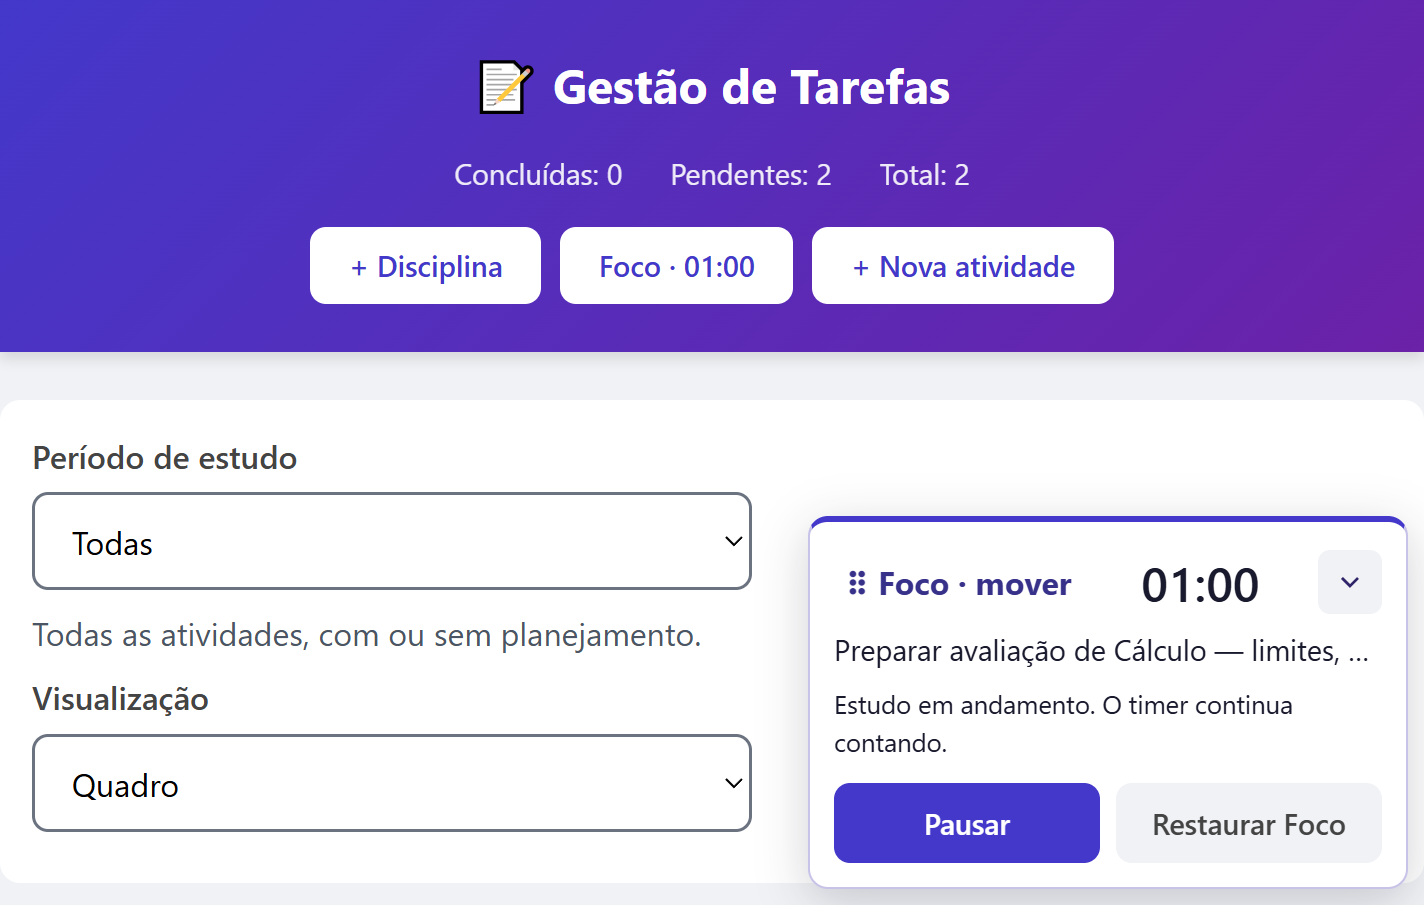 Gestão de Tarefas
Concluídas: 0 Pendentes: 2 Total: 2
+ Disciplina
Foco · 01:00
+ Nova atividade
Período de estudo
Todas
Todas as atividades, com ou sem planejamento.
Visualização
Quadro
Foco · mover 01:00
Preparar avaliação de Cálculo — limites, ...
Estudo em andamento. O timer continua
contando.
Pausar
Restaurar Foco